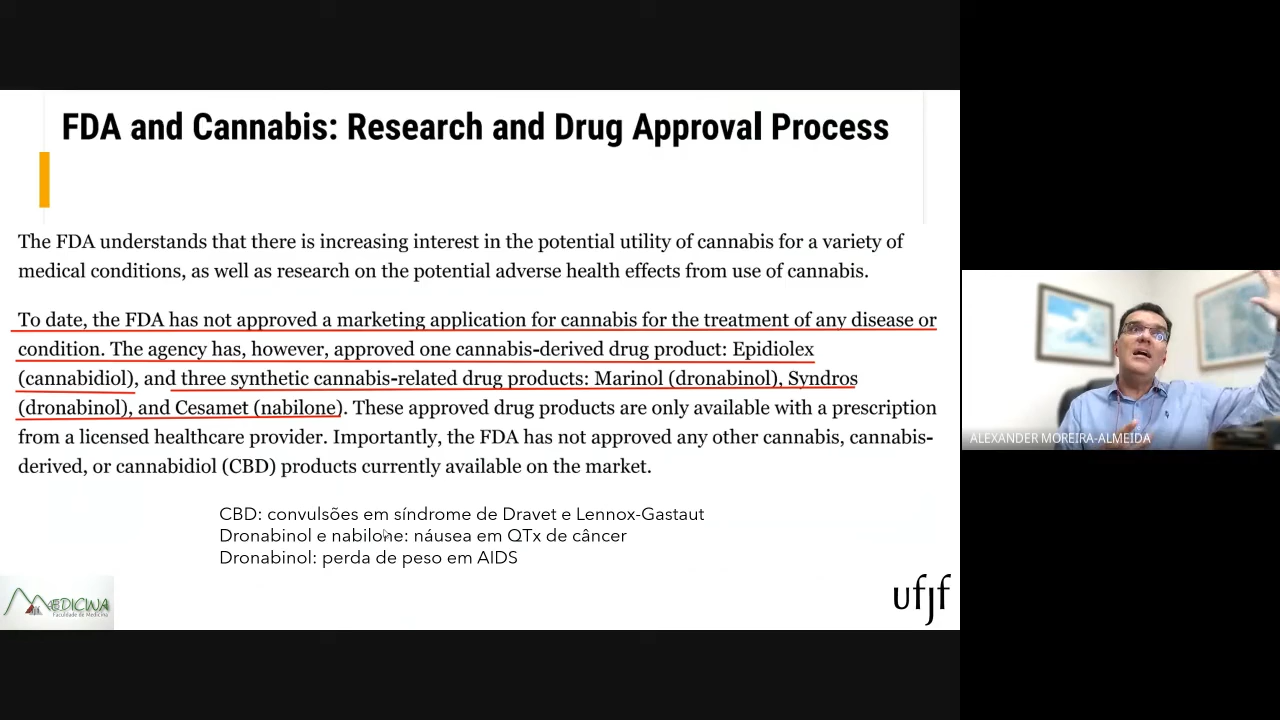 FDA and Cannabis: Research and Drug Approval Process
The FDA understands that there is increasing interest in the potential utility of cannabis for a variety of
medical conditions, as well as research on the potential adverse health effects from use of cannabis.
To date, the FDA has not approved a marketing application for cannabis for the treatment of any disease or
condition. The agency has, however, approved one cannabis-derived drug product: Epidiolex
(cannabidiol), and three synthetic cannabis-related drug products: Marinol (dronabinol), Syndros
(dronabinol), and Cesamet (nabilone). These approved drug products are only available with a prescription
from a licensed healthcare provider. Importantly, the FDA has not approved any other cannabis, cannabis-
derived, or cannabidiol (CBD) products currently available on the market.
CBD: convulsões em síndrome de Dravet e Lennox-Gastaut
Dronabinol e nabilone: náusea em QTx de câncer
Dronabinol: perda de peso em AIDS
MEDICINA
Faculdade de Medicina
ufjf
ALEXANDER MOREIRA-ALMEIDA